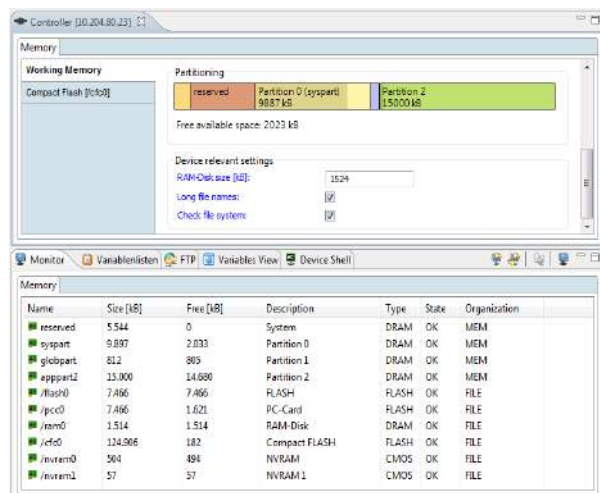 Controller [10.204.80.23]
Memory
Working Memory
Compact Flash [/cfc0]
Partitioning
reserved
Partition 0 (syspart)
9887 kB
Partition 2
15000 kB
Free available space: 2023 kB
Device relevant settings
RAM-Disk size [kB]: 1524
Long file names:
Check file system:
Monitor Variablenlisten FTP Variables View Device Shell
Memory
Name Size [kB] Free [kB] Description Type State Organization
reserved 5.544 0 System DRAM OK MEM
syspart 9.897 2.033 Partition 0 DRAM OK MEM
globpart 812 805 Partition 1 DRAM OK MEM
apppart2 15.000 14.680 Partition 2 DRAM OK MEM
/flash0 7.466 7.466 FLASH FLASH OK FILE
/pcc0 7.466 1.621 PC-Card FLASH OK FILE
/ram0 1.514 1.514 RAM-Disk DRAM OK FILE
/cfc0 124.906 182 Compact FLASH FLASH OK FILE
/nvram0 504 494 NVRAM CMOS OK FILE
/nvram1 57 57 NVRAM1 CMOS OK FILE